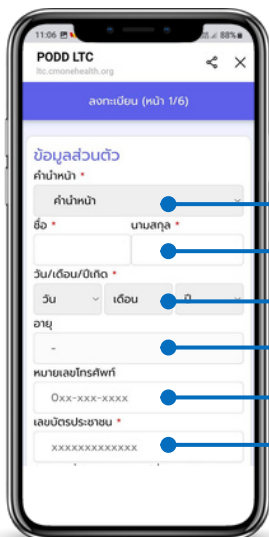 11:06
88%
PODD LTC
ltc.cmonehealth.org
ลงทะเบียน (หน้า 1/6)
ข้อมูลส่วนตัว
คำนำหน้า *
คำนำหน้า
ชื่อ * นามสกุล *
วัน/เดือน/ปีเกิด *
วัน เดือน ปี
อายุ
-
หมายเลขโทรศัพท์
0xx-xxx-xxxx
เลขบัตรประชาชน *
xxxxxxxxxxxxx